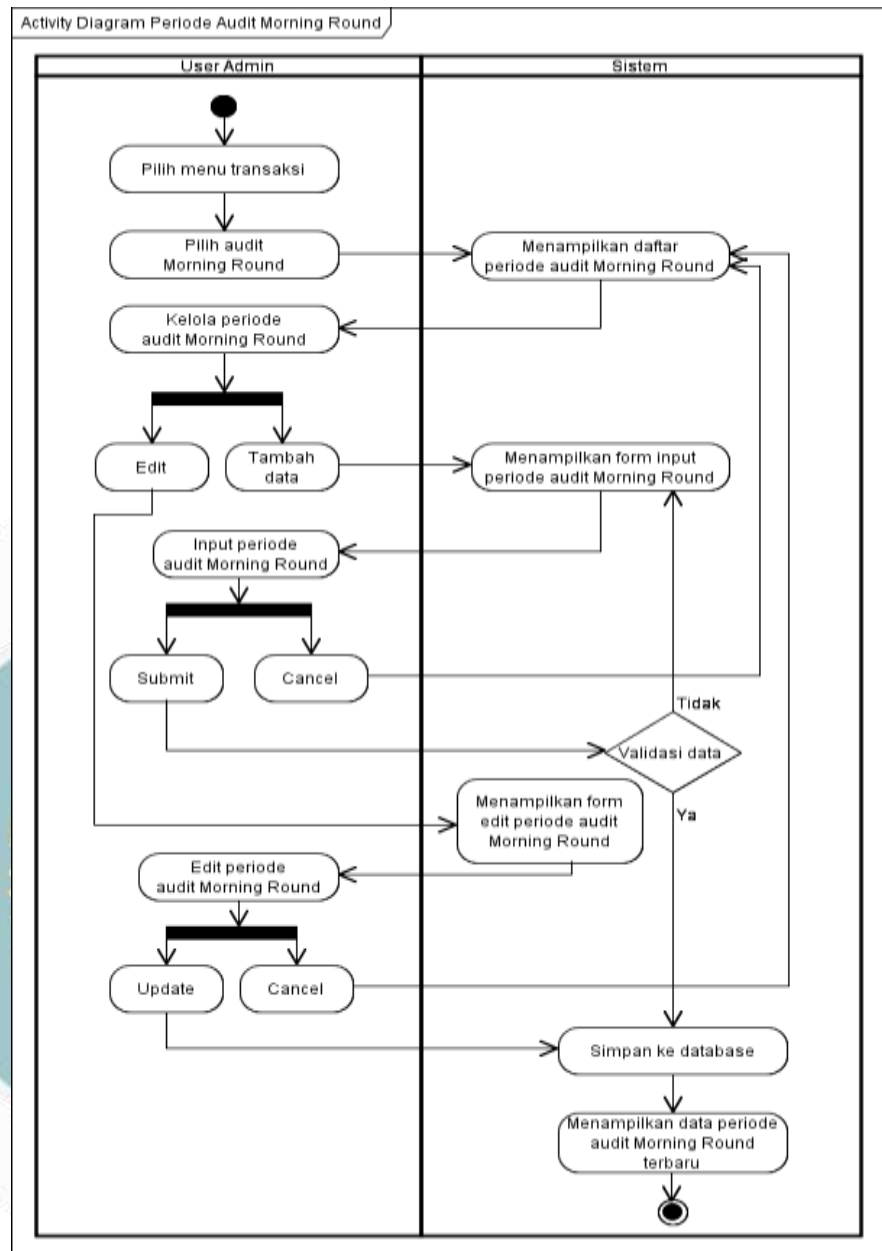 Activity Diagram Periode Audit Morning Round
User Admin
Sistem
Pilih menu transaksi
Pilih audit
Morning Round
Menampilkan daftar
periode audit Morning Round
Kelola periode
audit Morning Round
Edit
Tambah
data
Menampilkan form input
periode audit Morning Round
Input periode
audit Morning Round
Submit
Cancel
Tidak
Validasi data
Ya
Menampilkan form
edit periode audit
Morning Round
Edit periode
audit Morning Round
Update
Cancel
Simpan ke database
Menampilkan data periode
audit Morning Round
terbaru